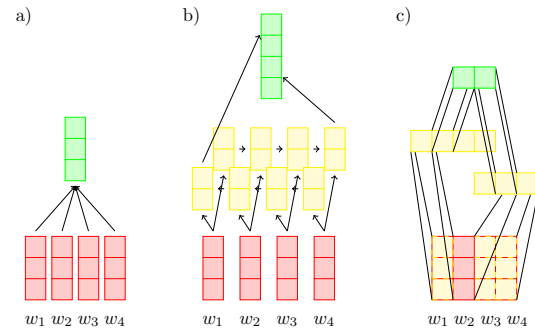 a) b) c)
w₁ w₂ w₃ w₄ w₁ w₂ w₃ w₄ w₁ w₂ w₃ w₄